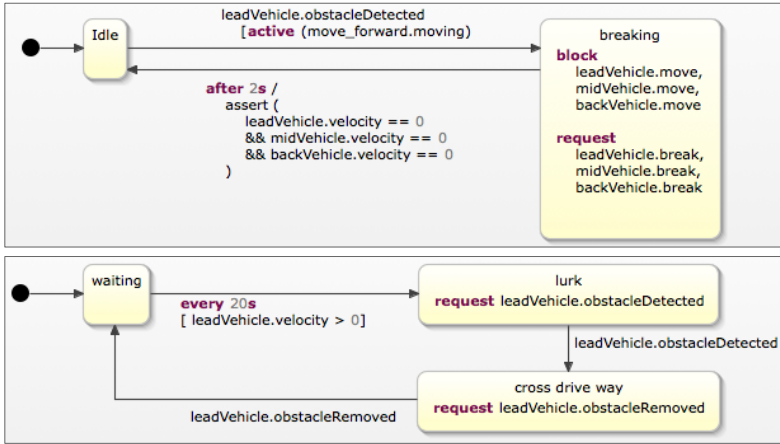 leadVehicle.obstacleDetected
[active (move_forward.moving)
Idle
breaking
block
leadVehicle.move,
midVehicle.move,
backVehicle.move
request
leadVehicle.break,
midVehicle.break,
backVehicle.break
after 2s /
assert (
leadVehicle.velocity == 0
&& midVehicle.velocity == 0
&& backVehicle.velocity == 0
)
waiting
every 20s
[ leadVehicle.velocity > 0]
lurk
request leadVehicle.obstacleDetected
leadVehicle.obstacleDetected
cross drive way
request leadVehicle.obstacleRemoved
leadVehicle.obstacleRemoved